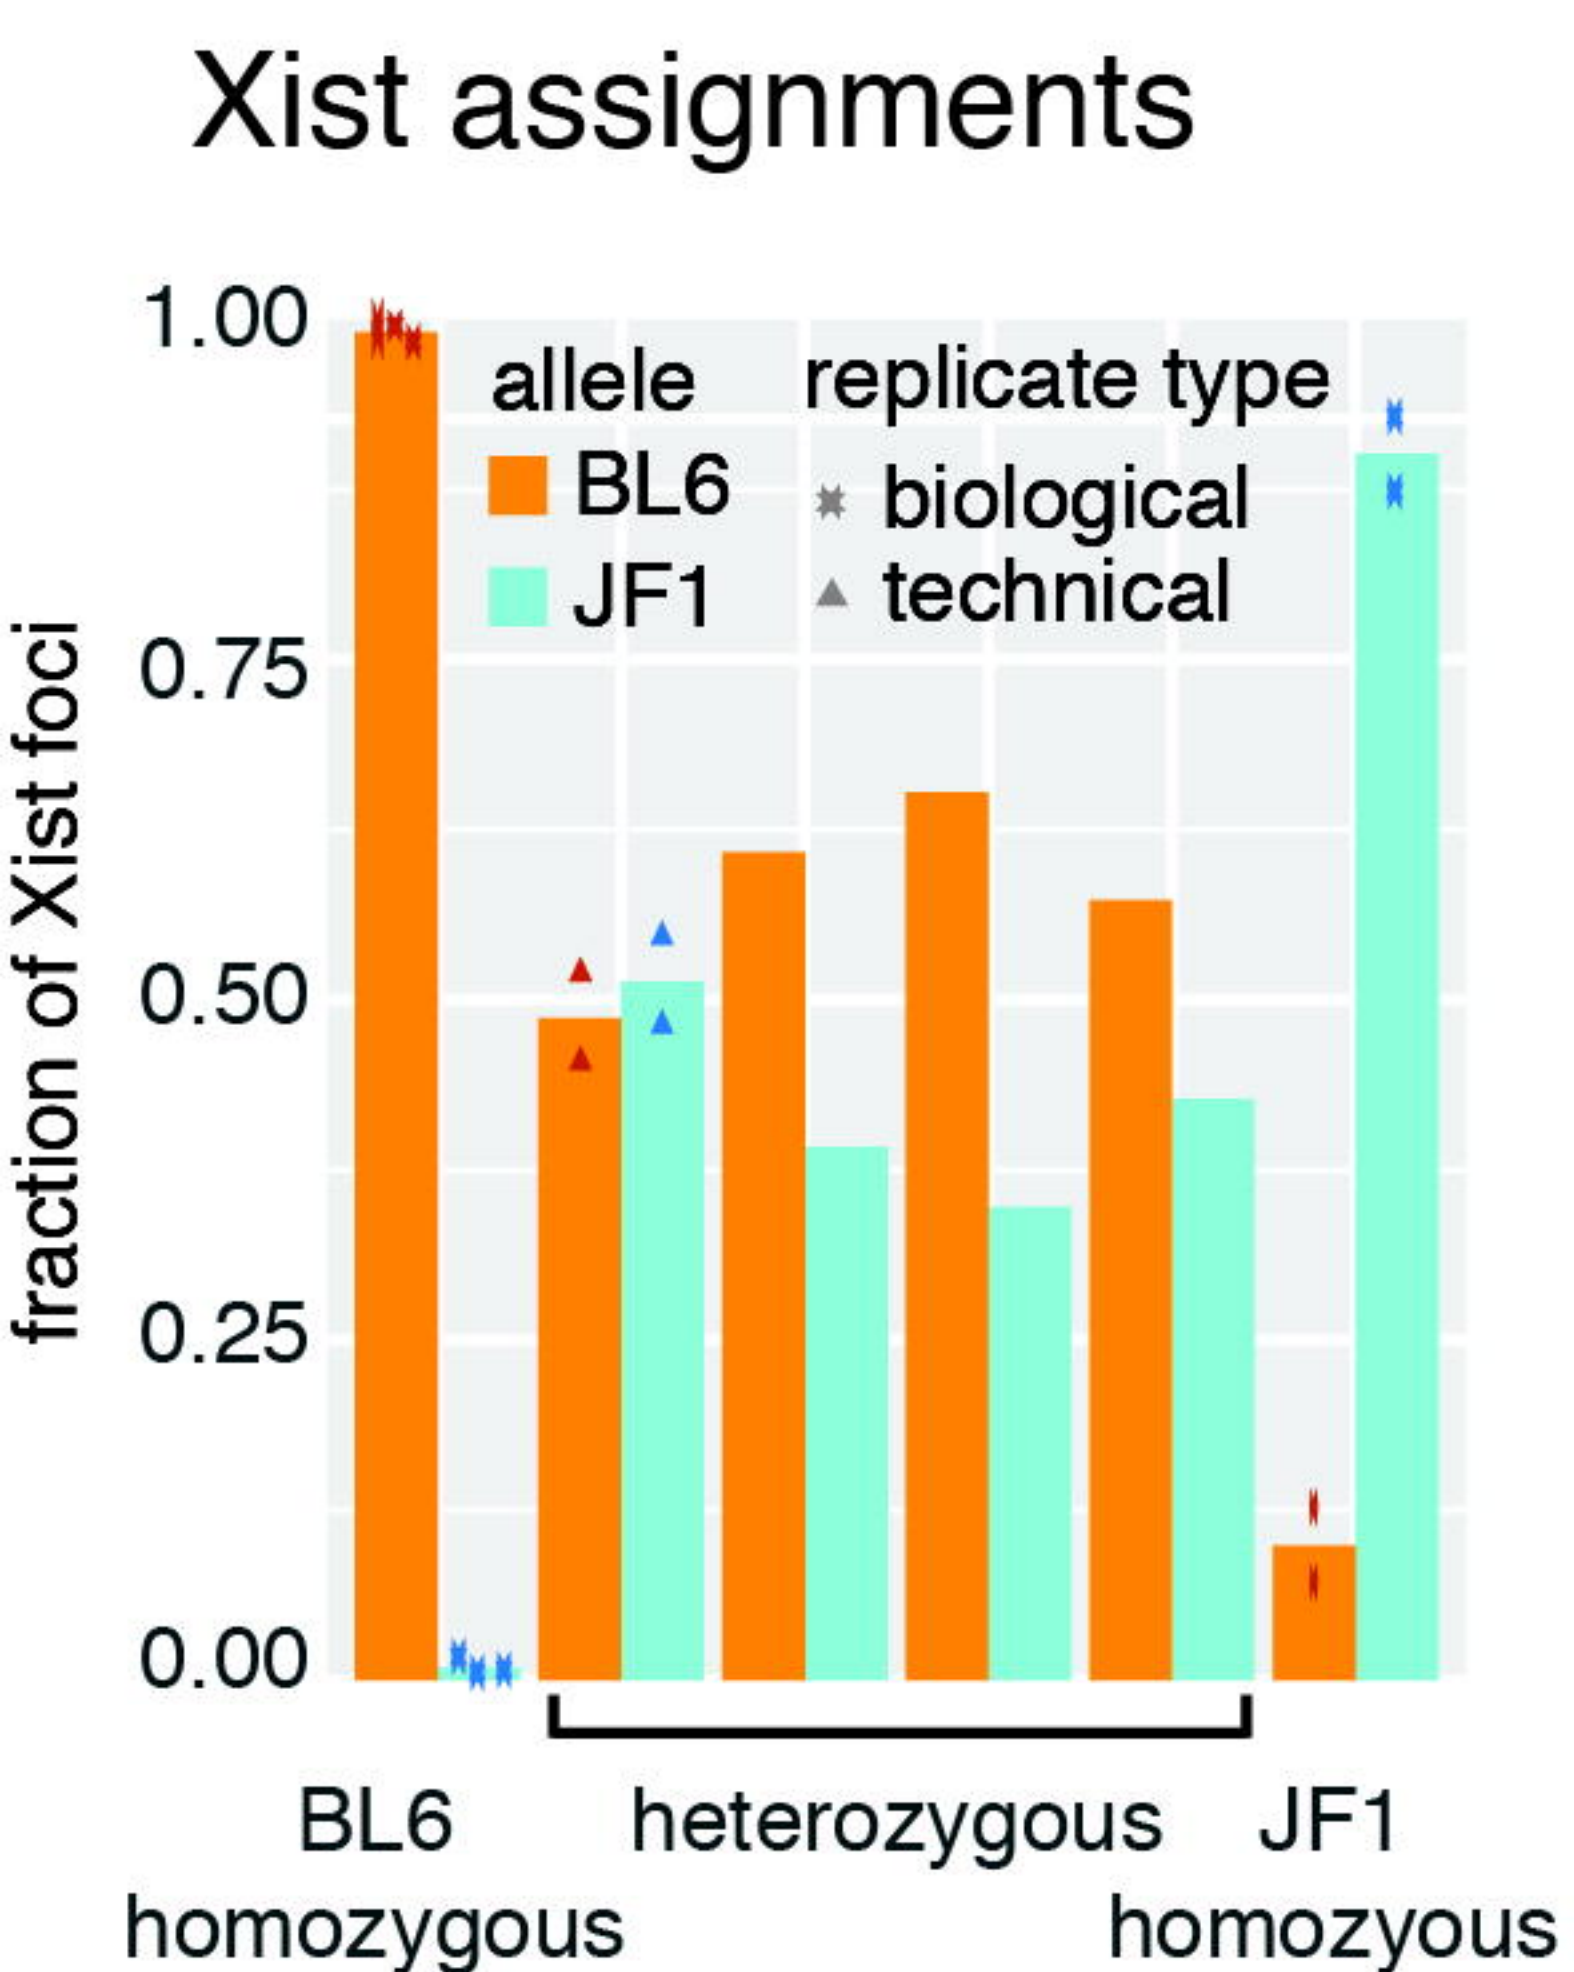 Xist assignments
fraction of Xist foci
1.00
0.75
0.50
0.25
0.00
allele
BL6
JF1
replicate type
biological
technical
BL6
homozygous
heterozygous
JF1
homozyous